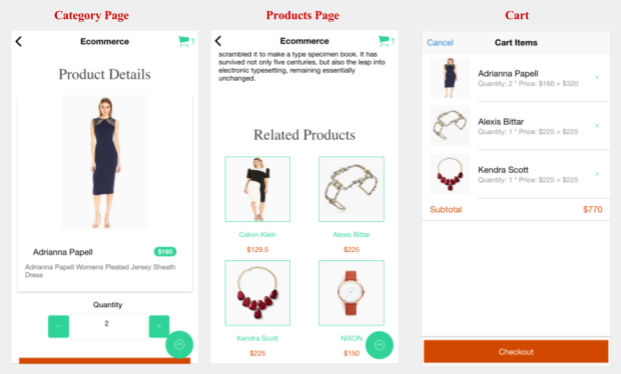 Category Page
Products Page
Cart
Ecommerce
1
Product Details
Adrianna Papell
$160
Adrianna Papell Womens Pleated Jersey Sheath
Dress
Quantity
-
2
+
Ecommerce
1
scrambled it to make a type specimen book. It has
survived not only five centuries, but also the leap into
electronic typesetting, remaining essentially
unchanged.
Related Products
Calvin Klein
$129.5
Alexis Bittar
$225
Kendra Scott
$225
NIXON
$150
Cancel
Cart Items
Adrianna Papell
Quantity: 2 * Price: $160 = $320
×
Alexis Bittar
Quantity: 1 * Price: $225 = $225
×
Kendra Scott
Quantity: 1 * Price: $225 = $225
×
Subtotal
$770
Checkout